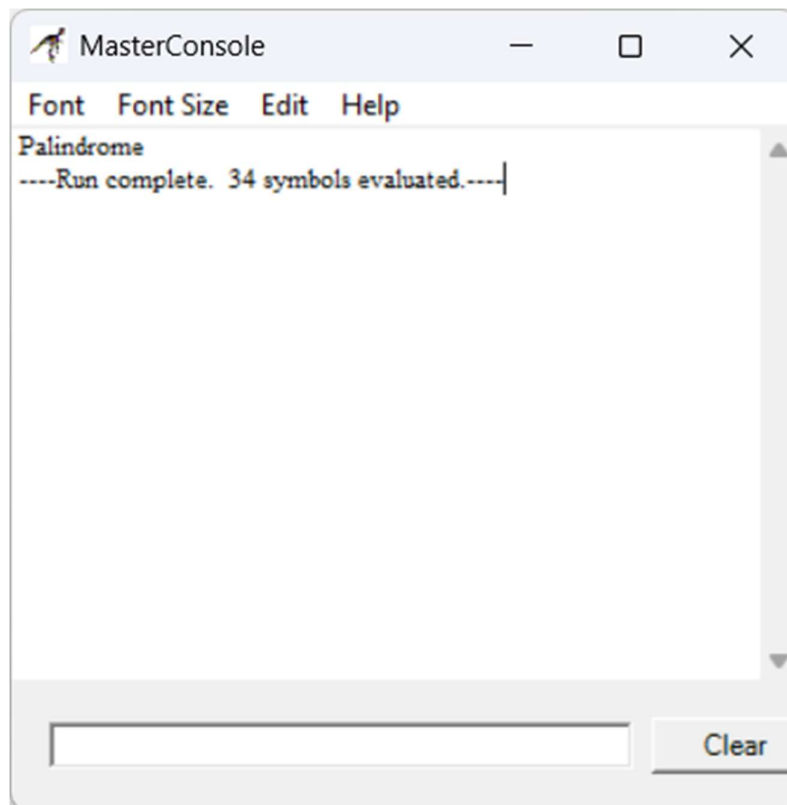 MasterConsole
Font Font Size Edit Help
Palindrome
----Run complete.  34 symbols evaluated.----
Clear